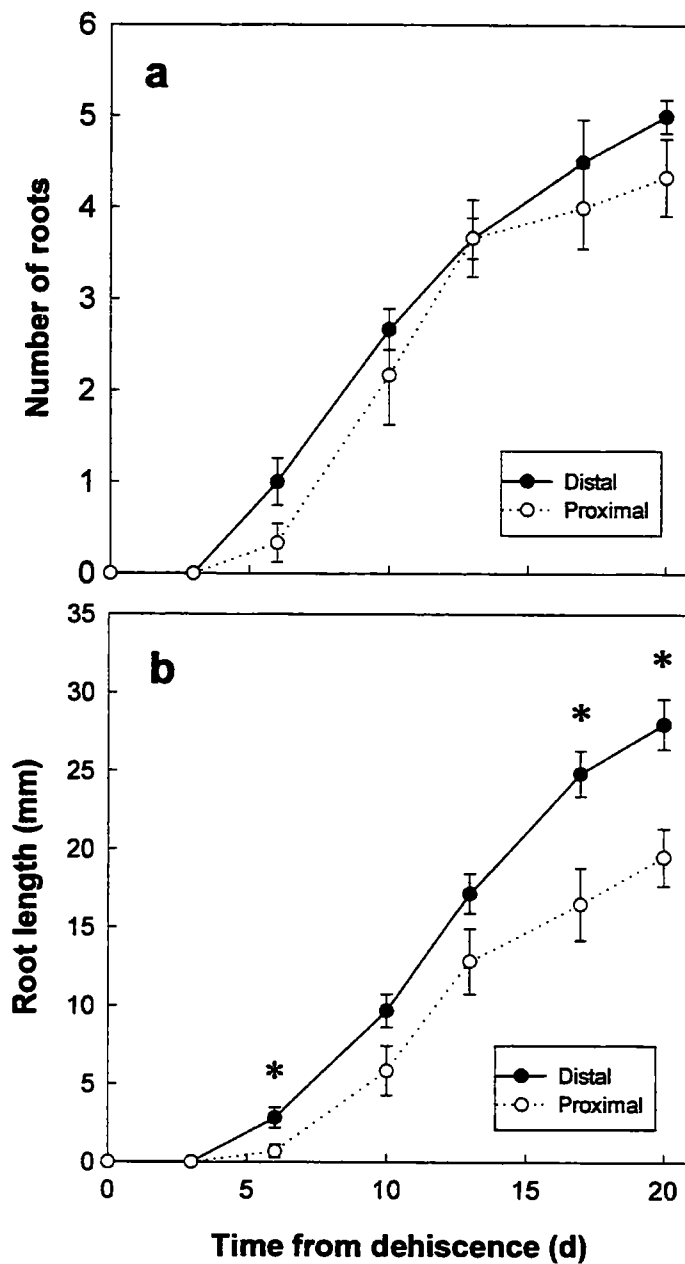 6
a
5
4
3
2
1
0
Number of roots
Distal
Proximal
35
b
30
25
20
15
10
5
0
Root length (mm)
* * *
Distal
Proximal
0 5 10 15 20
Time from dehiscence (d)